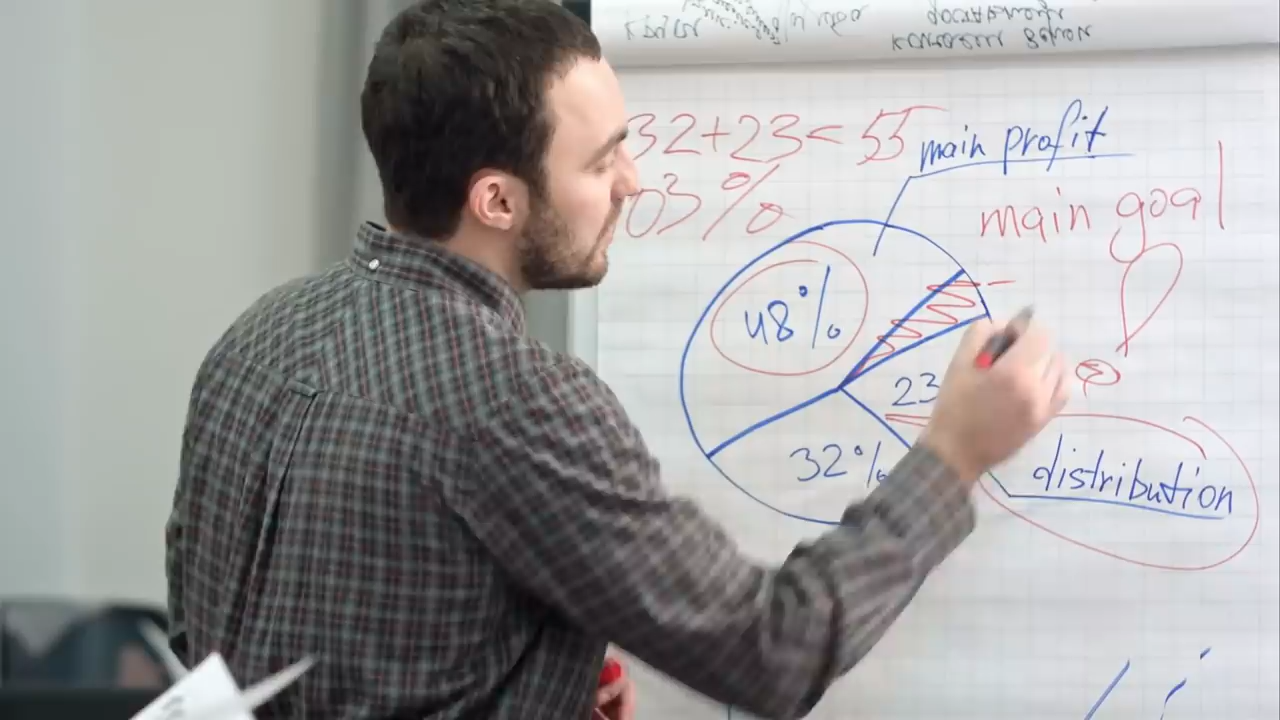 32+23= 55
03%
main profit
main goal
48%
23
32%
distribution